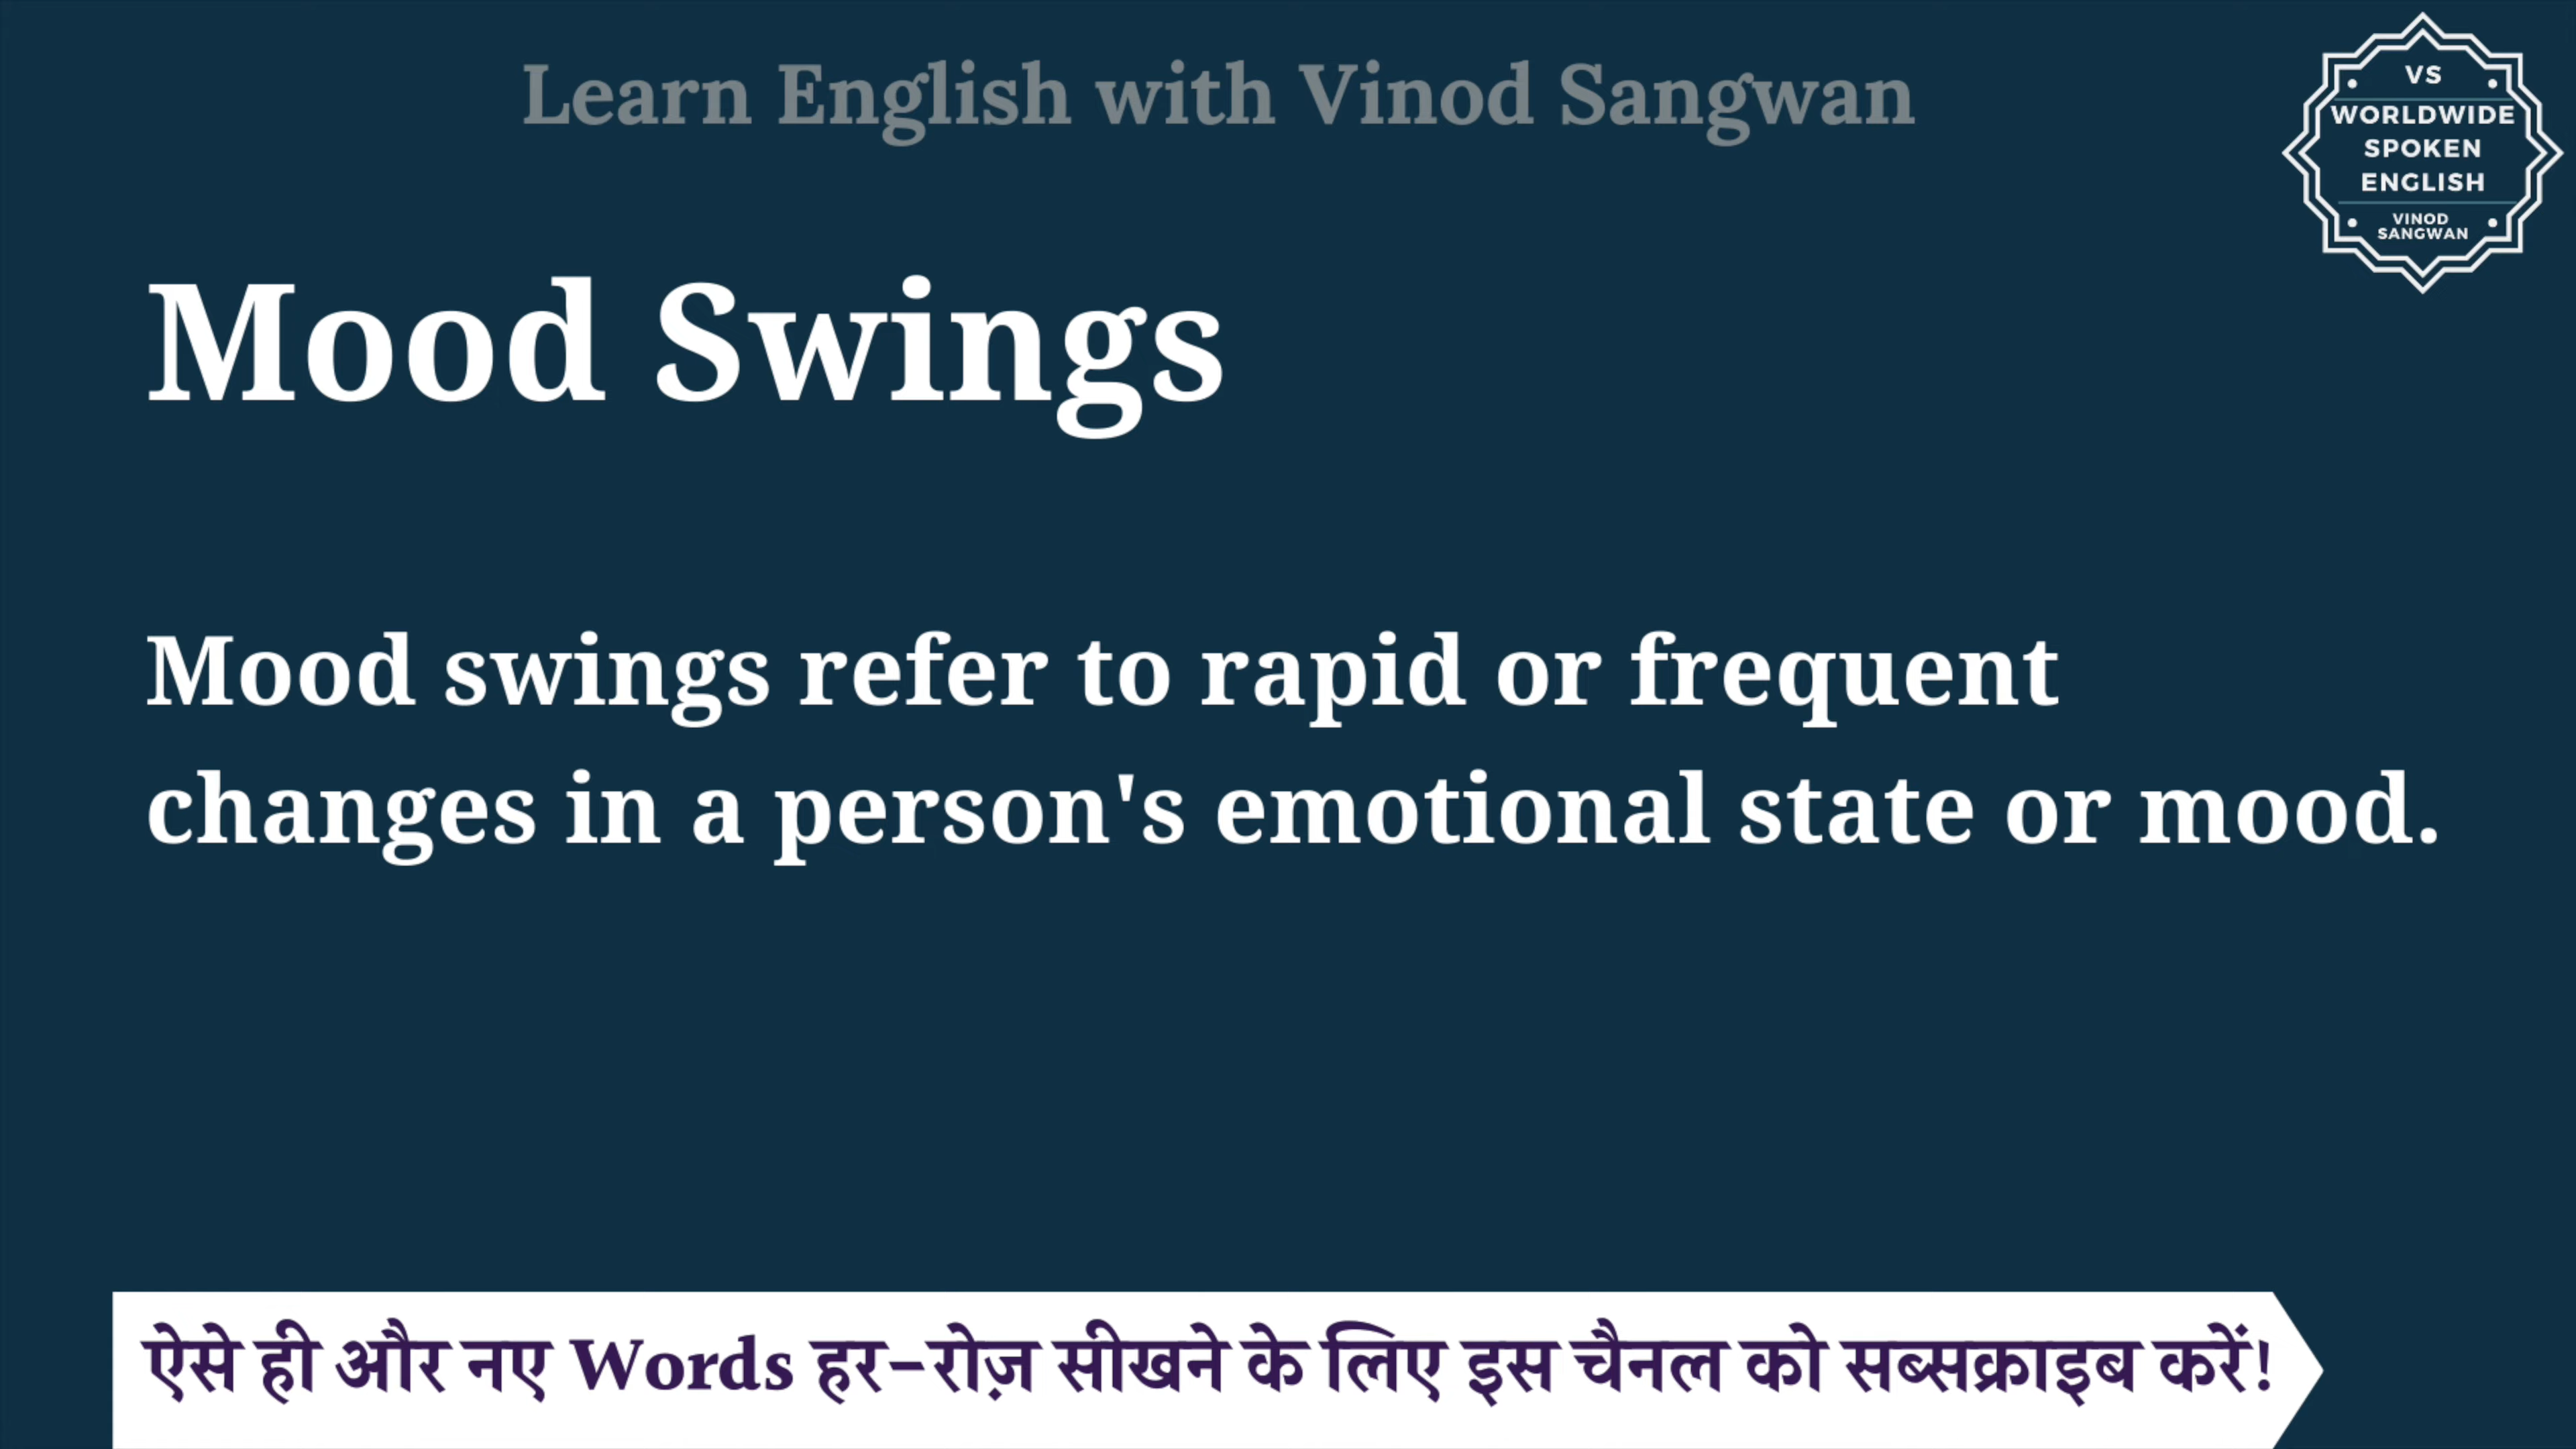 Learn English with Vinod Sangwan
VS
WORLDWIDE
SPOKEN
ENGLISH
VINOD
SANGWAN
Mood Swings
Mood swings refer to rapid or frequent
changes in a person's emotional state or mood.
ऐसे ही और नए Words हर-रोज़ सीखने के लिए इस चैनल को सब्सक्राइब करें!